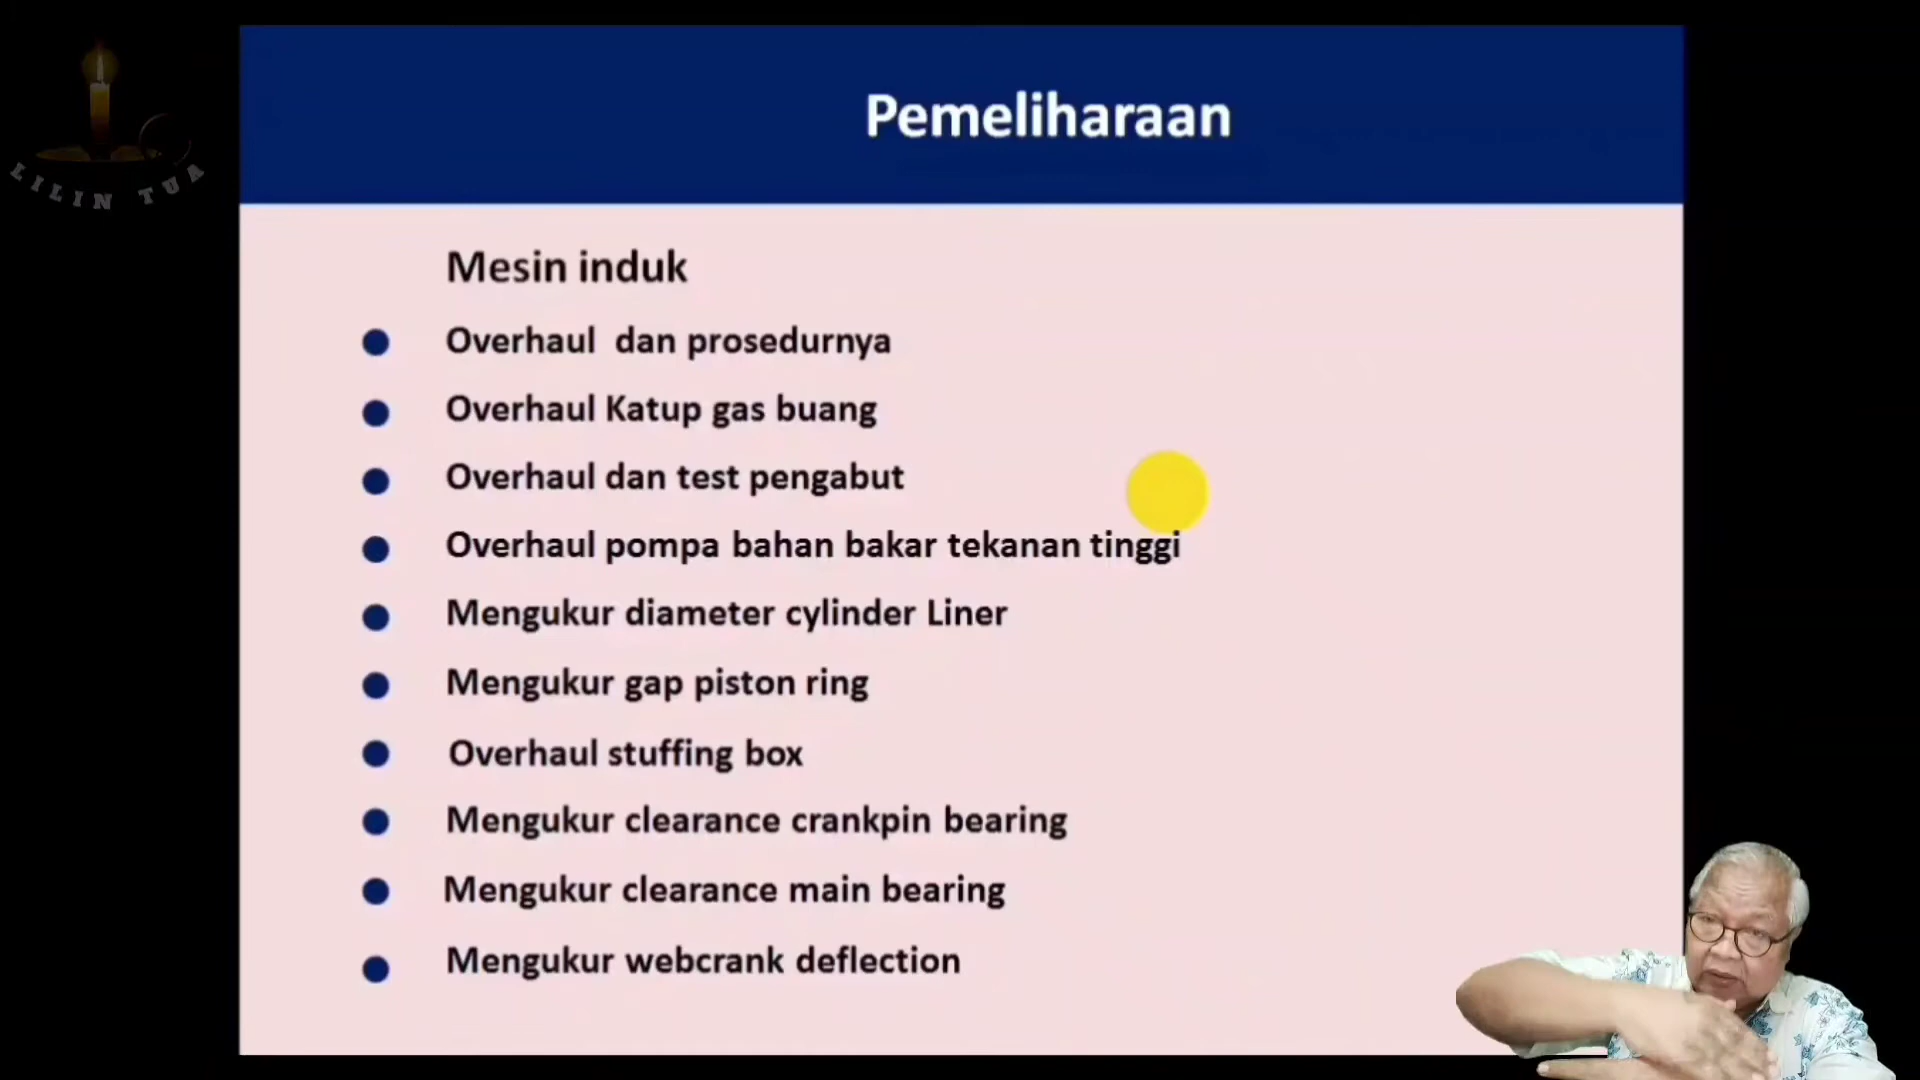 LILIN TUA
Pemeliharaan
Mesin induk
Overhaul dan prosedurnya
Overhaul Katup gas buang
Overhaul dan test pengabut
Overhaul pompa bahan bakar tekanan tinggi
Mengukur diameter cylinder Liner
Mengukur gap piston ring
Overhaul stuffing box
Mengukur clearance crankpin bearing
Mengukur clearance main bearing
Mengukur webcrank deflection